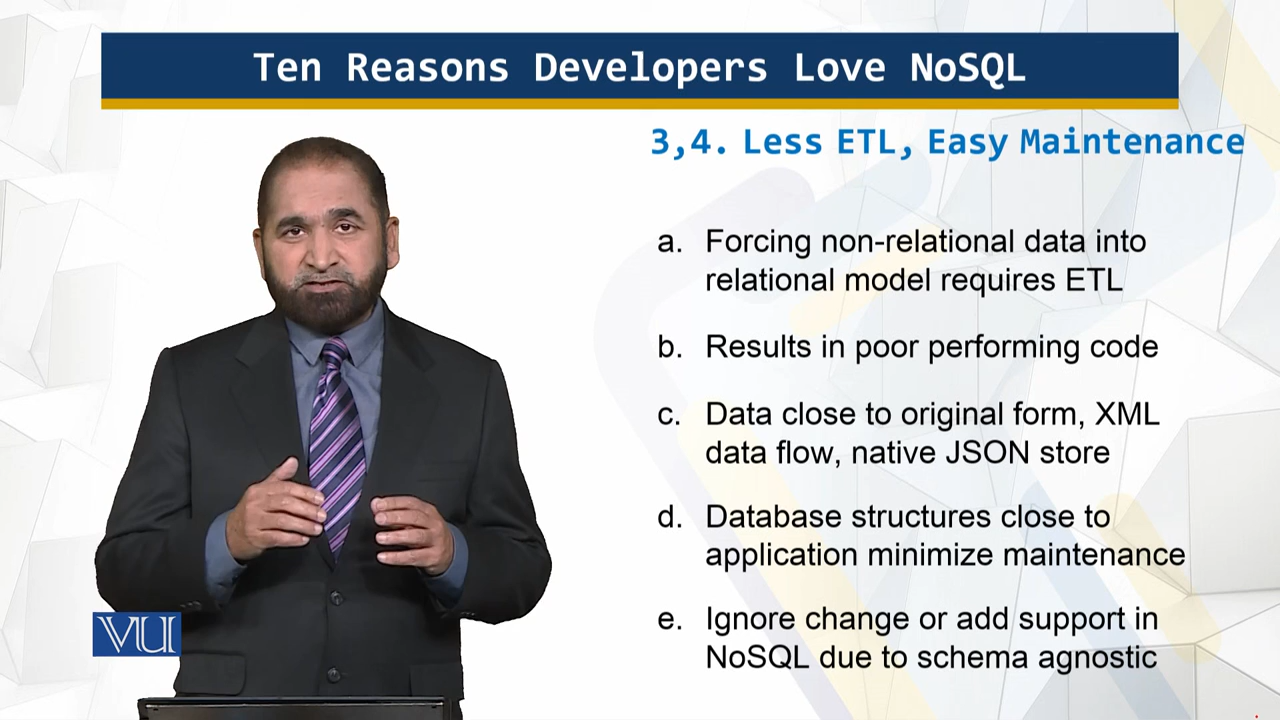 Ten Reasons Developers Love NoSQL
3,4. Less ETL, Easy Maintenance
a. Forcing non-relational data into
relational model requires ETL
b. Results in poor performing code
c. Data close to original form, XML
data flow, native JSON store
d. Database structures close to
application minimize maintenance
e. Ignore change or add support in
NoSQL due to schema agnostic
VU